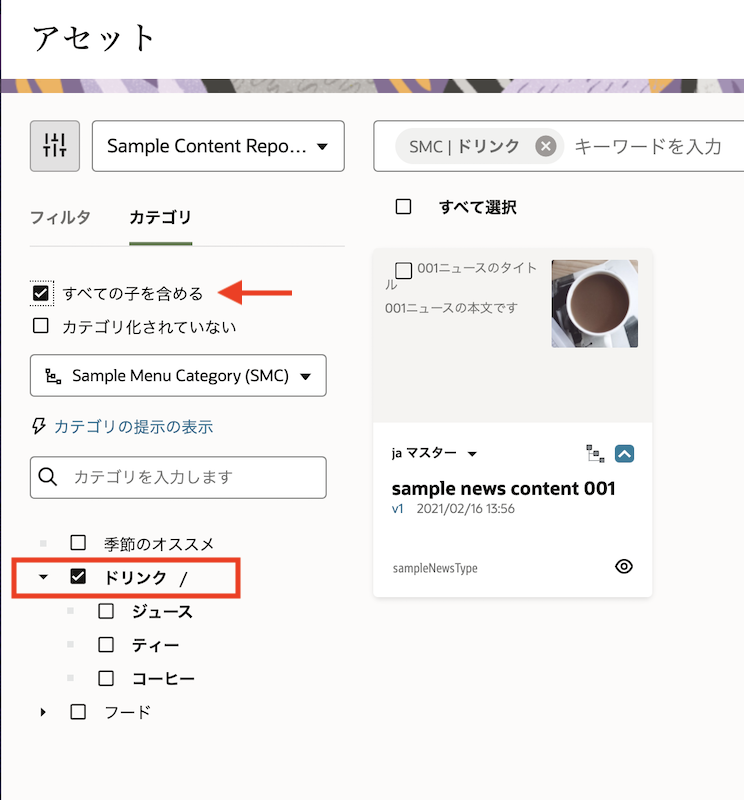 アセット
Sample Content Repo...
SMC | ドリンク
キーワードを入力
フィルタ
カテゴリ
すべて選択
すべての子を含める
カテゴリ化されていない
Sample Menu Category (SMC)
カテゴリの提示の表示
カテゴリを入力します
季節のオススメ
ドリンク /
ジュース
ティー
コーヒー
フード
001ニュースのタイト
ル
001ニュースの本文です
ja マスター
sample news content 001
v1 2021/02/16 13:56
sampleNewsType